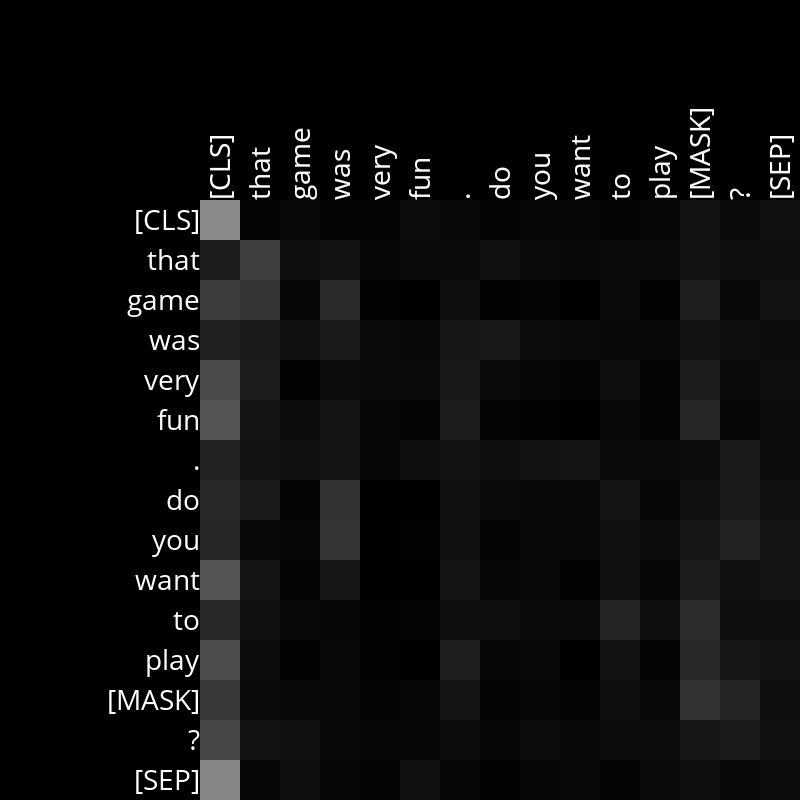 [CLS] that game was very fun . do you want to play [MASK] ? [SEP]
[CLS]
that
game
was
very
fun
.
do
you
want
to
play
[MASK]
?
[SEP]